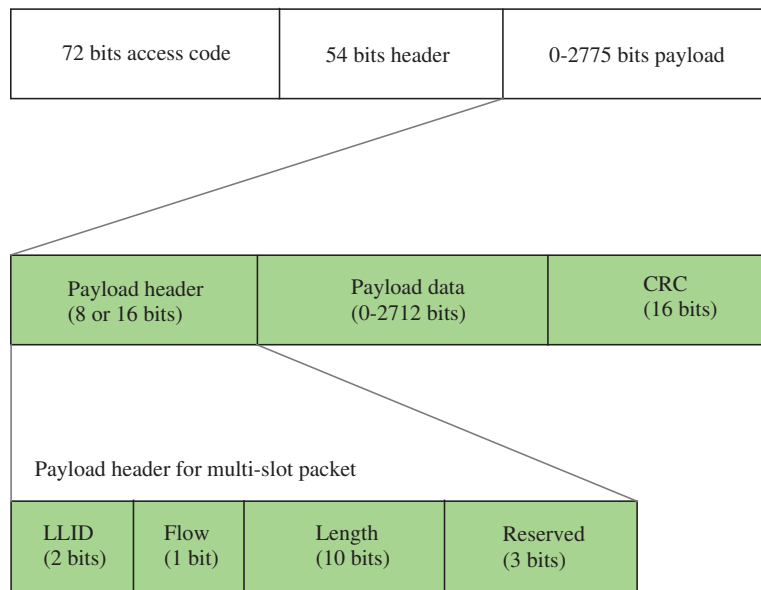 72 bits access code
54 bits header
0-2775 bits payload
Payload header
(8 or 16 bits)
Payload data
(0-2712 bits)
CRC
(16 bits)
Payload header for multi-slot packet
LLID
(2 bits)
Flow
(1 bit)
Length
(10 bits)
Reserved
(3 bits)